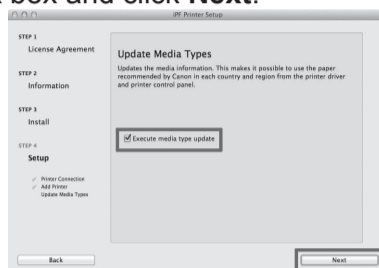 box and click Next.
iPF Printer Setup
STEP 1
License Agreement
STEP 2
Information
STEP 3
Install
STEP 4
Setup
Printer Connection
Add Printer
Update Media Types
Update Media Types
Updates the media information. This makes it possible to use the paper
recommended by Canon in each country and region from the printer driver
and printer control panel.
Execute media type update
Back
Next